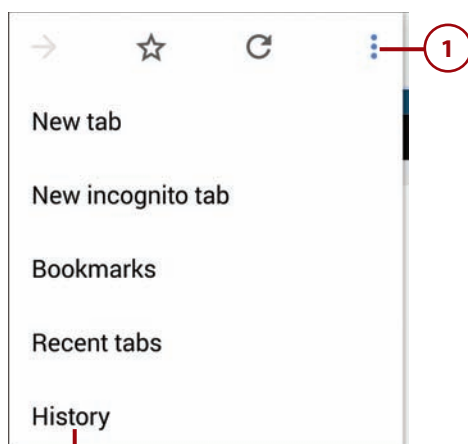 1
New tab
New incognito tab
Bookmarks
Recent tabs
History